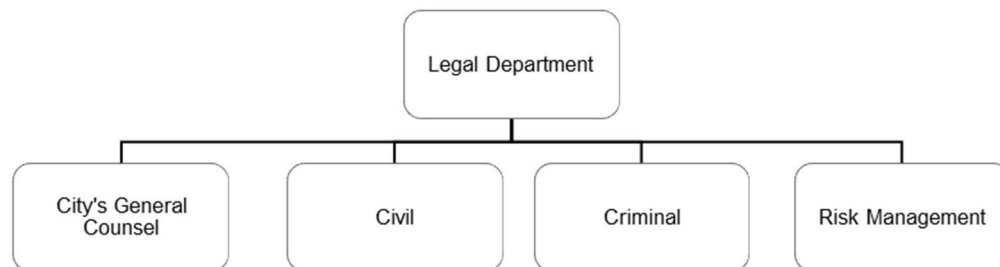 Legal Department
City's General
Counsel
Civil
Criminal
Risk Management